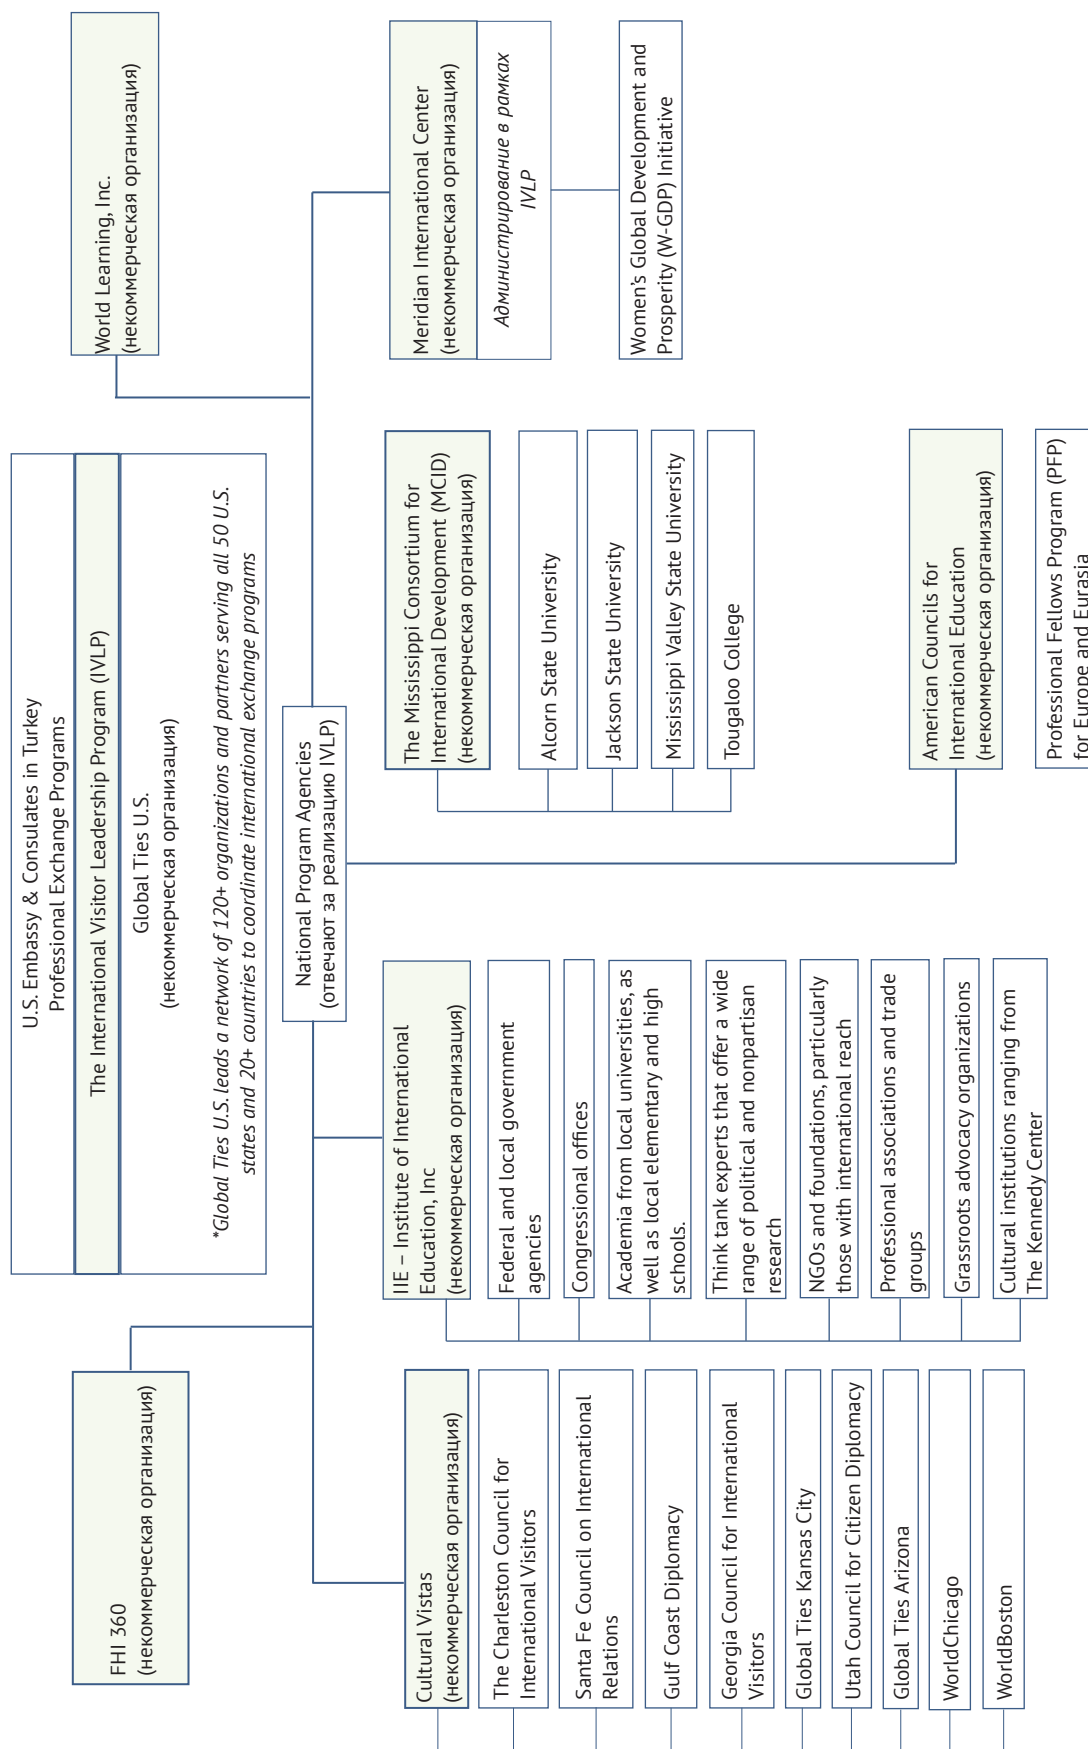 U.S. Embassy & Consulates in Turkey
Professional Exchange Programs
The International Visitor Leadership Program (IVLP)
Global Ties U.S.
(некоммерческая организация)
*Global Ties U.S. leads a network of 120+ organizations and partners serving all 50 U.S.
states and 20+ countries to coordinate international exchange programs
FHI 360
(некоммерческая организация)
World Learning, Inc.
(некоммерческая организация)
National Program Agencies
(отвечают за реализацию IVLP)
Cultural Vistas
(некоммерческая организация)
The Charleston Council for
International Visitors
Santa Fe Council on International
Relations
Gulf Coast Diplomacy
Georgia Council for International
Visitors
Global Ties Kansas City
Utah Council for Citizen Diplomacy
Global Ties Arizona
WorldChicago
WorldBoston
IIE – Institute of International
Education, Inc
(некоммерческая организация)
Federal and local government
agencies
Congressional offices
Academia from local universities, as
well as local elementary and high
schools.
Think tank experts that offer a wide
range of political and nonpartisan
research
NGOs and foundations, particularly
those with international reach
Professional associations and trade
groups
Grassroots advocacy organizations
Cultural institutions ranging from
The Kennedy Center
The Mississippi Consortium for
International Development (MCID)
(некоммерческая организация)
Alcorn State University
Jackson State University
Mississippi Valley State University
Tougaloo College
American Councils for
International Education
(некоммерческая организация)
Professional Fellows Program (PFP)
for Europe and Eurasia
Meridian International Center
(некоммерческая организация)
Администрирование в рамках
IVLP
Women's Global Development and
Prosperity (W-GDP) Initiative